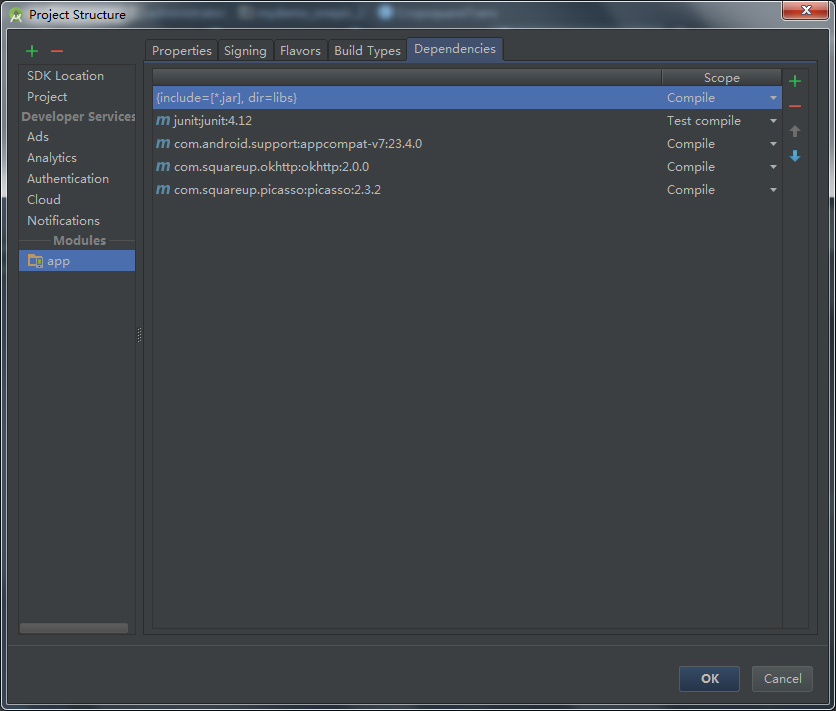 Project Structure
Properties Signing Flavors Build Types Dependencies
SDK Location
Project
Developer Services
Ads
Analytics
Authentication
Cloud
Notifications
Modules
app
Scope
{include=[*.jar], dir=libs} Compile
m junit:junit:4.12 Test compile
m com.android.support:appcompat-v7:23.4.0 Compile
m com.squareup.okhttp:okhttp:2.0.0 Compile
m com.squareup.picasso:picasso:2.3.2 Compile
OK Cancel